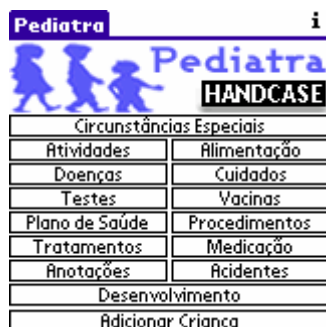 Pediatra i
Pediatra
HANDCASE
Circunstâncias Especiais
Atividades Alimentação
Doenças Cuidados
Testes Vacinas
Plano de Saúde Procedimentos
Tratamentos Medicação
Anotações Acidentes
Desenvolvimento
Adicionar Criança